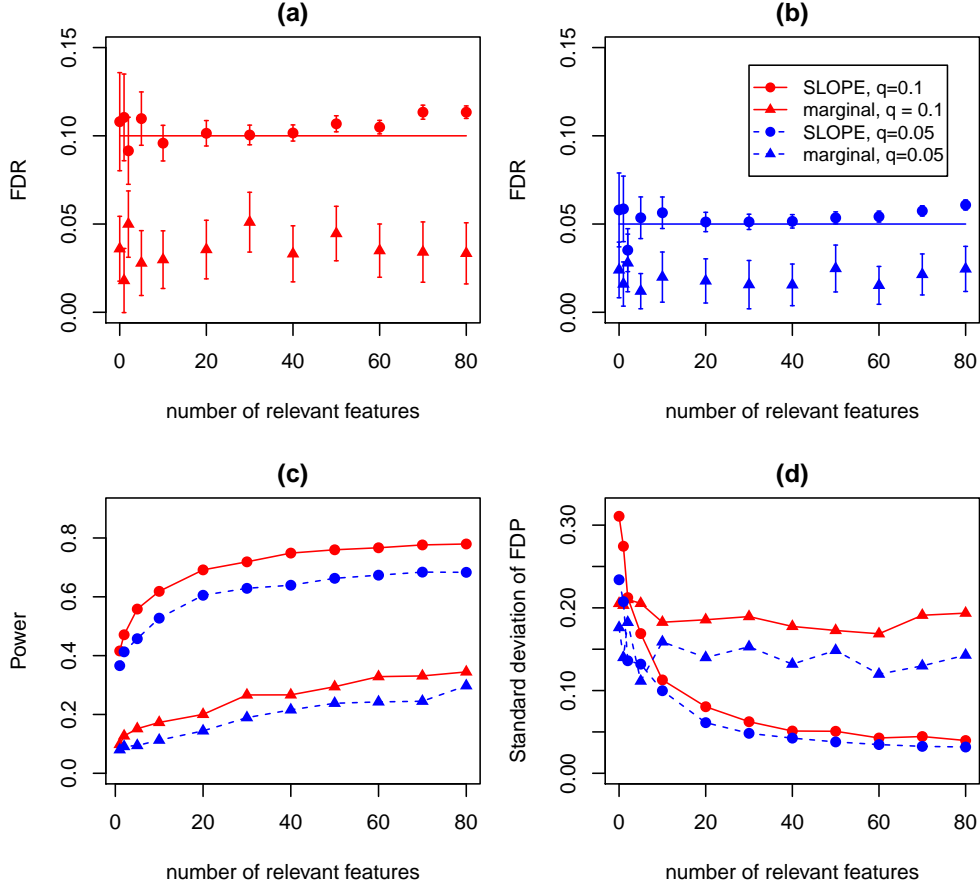 (a)
FDR
0.00 0.05 0.10 0.15
0 20 40 60 80
number of relevant features
(b)
FDR
0.00 0.05 0.10 0.15
SLOPE, q=0.1
marginal, q = 0.1
SLOPE, q=0.05
marginal, q=0.05
0 20 40 60 80
number of relevant features
(c)
Power
0.0 0.2 0.4 0.6 0.8
0 20 40 60 80
number of relevant features
(d)
Standard deviation of FDP
0.00 0.10 0.20 0.30
0 20 40 60 80
number of relevant features